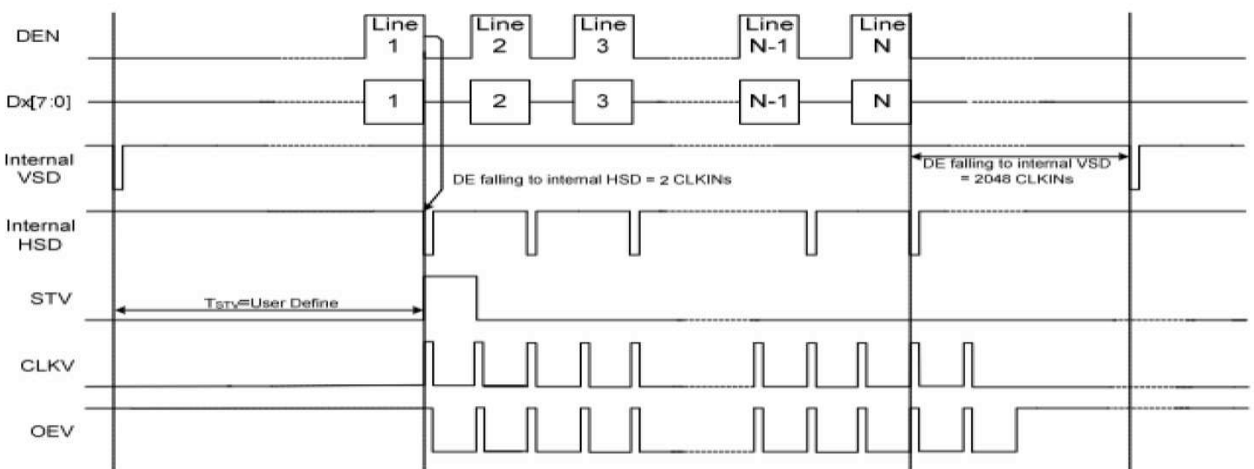 DEN
Line
1
Line
2
Line
3
Line
N-1
Line
N
Dx[7:0]
1
2
3
N-1
N
Internal
VSD
DE falling to internal HSD = 2 CLKINs
DE falling to internal VSD
= 2048 CLKINs
Internal
HSD
STV
TSTV=User Define
CLKV
OEV